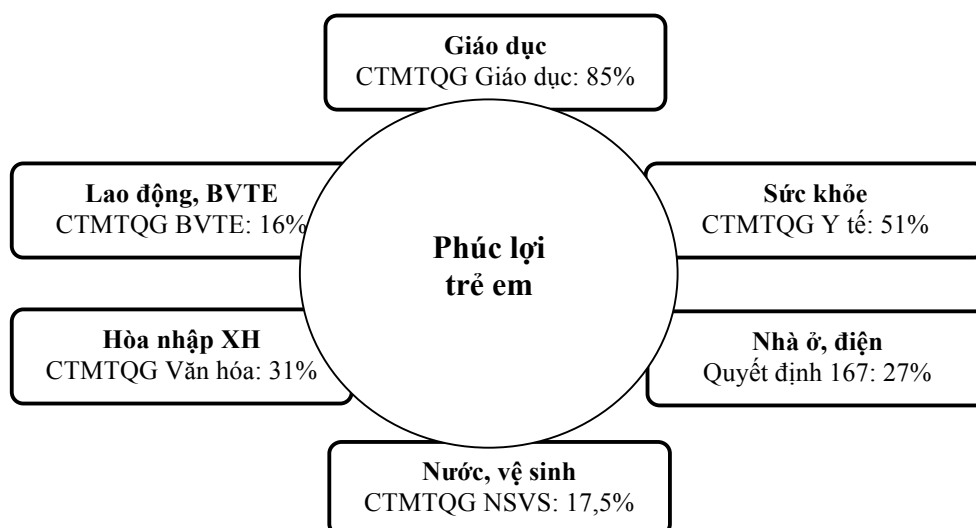 Giáo dục
CTMTQG Giáo dục: 85%
Lao động, BVTE
CTMTQG BVTE: 16%
Sức khỏe
CTMTQG Y tế: 51%
Phúc lợi
trẻ em
Hòa nhập XH
CTMTQG Văn hóa: 31%
Nhà ở, điện
Quyết định 167: 27%
Nước, vệ sinh
CTMTQG NSVS: 17,5%